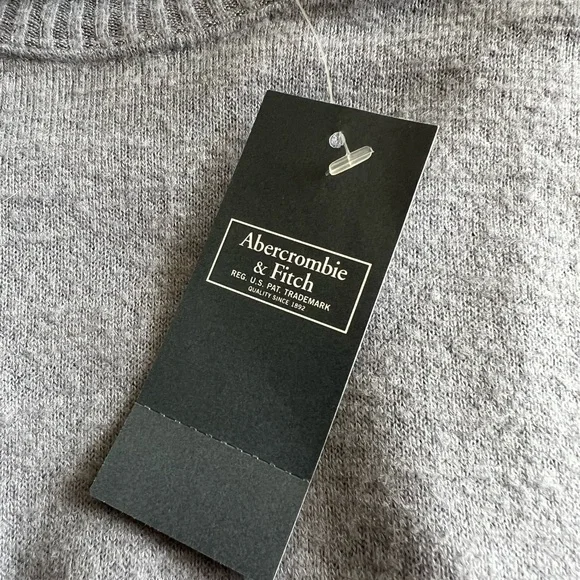 Abercrombie
& Fitch
REG. U.S. PAT. TRADEMARK
QUALITY SINCE 1892